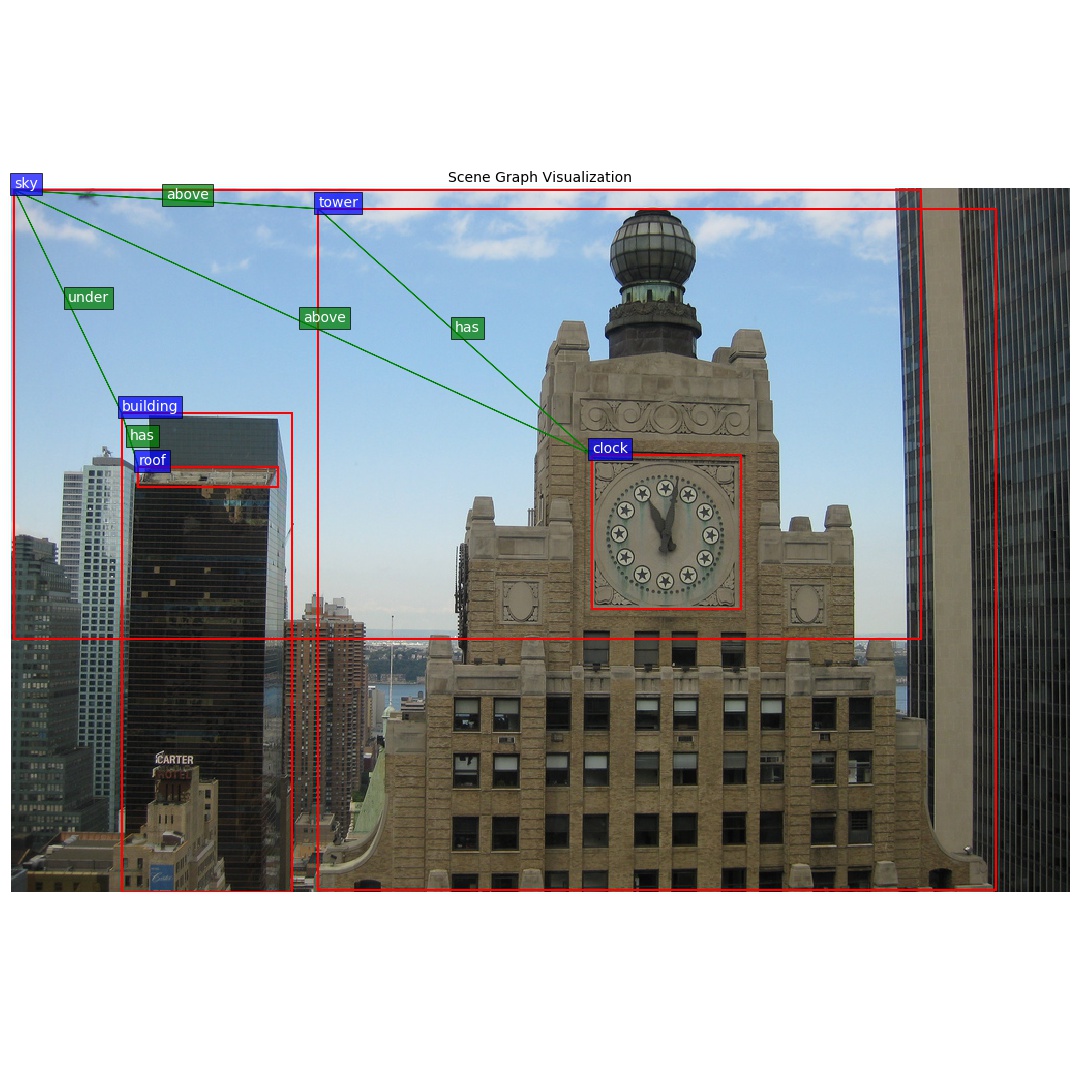 Scene Graph Visualization
sky
above
tower
under
above
has
building
has
roof
clock
CARTER
HOTEL